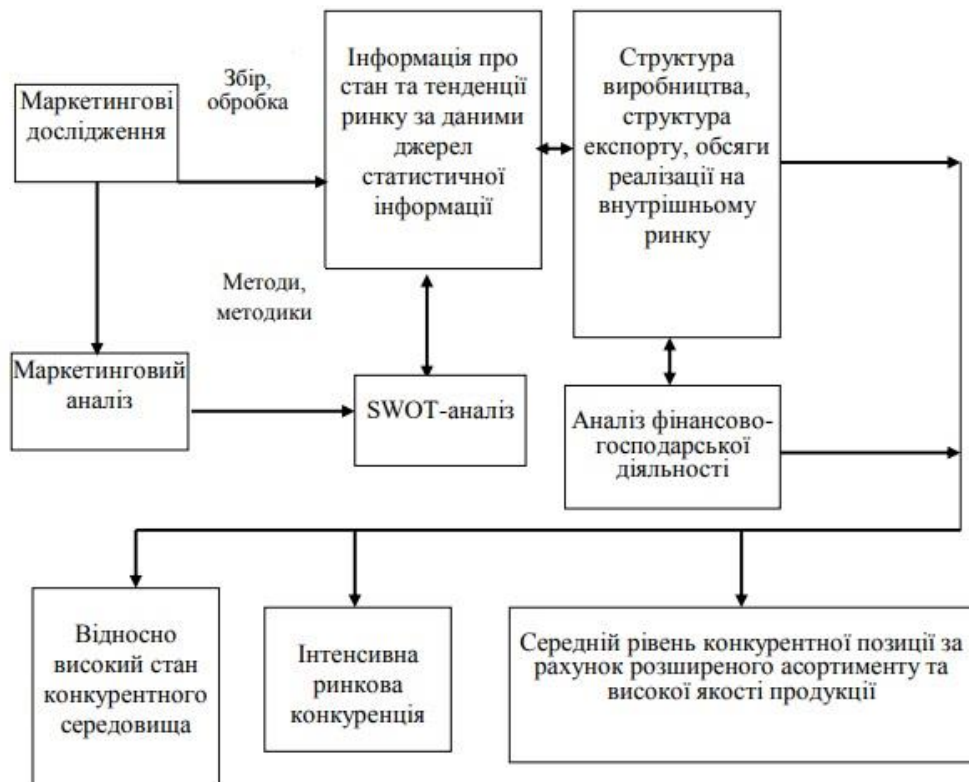 Маркетингові
дослідження
Збір,
обробка
Інформація про
стан та тенденції
ринку за даними
джерел
статистичної
інформації
Структура
виробництва,
структура
експорту, обсяги
реалізації на
внутрішньому
ринку
Методи,
методики
Маркетинговий
аналіз
SWOT-аналіз
Аналіз фінансово-
господарської
діяльності
Відносно
високий стан
конкурентного
середовища
Інтенсивна
ринкова
конкуренція
Середній рівень конкурентної позиції за
рахунок розширеного асортименту та
високої якості продукції